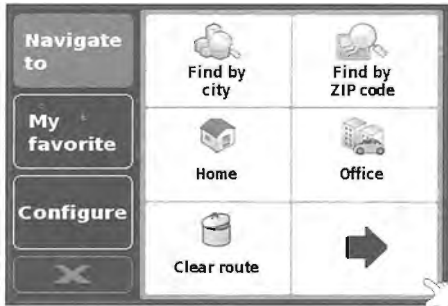 Navigate
to
My
favorite
Configure
Find by
city
Find by
ZIP code
Home
Office
Clear route